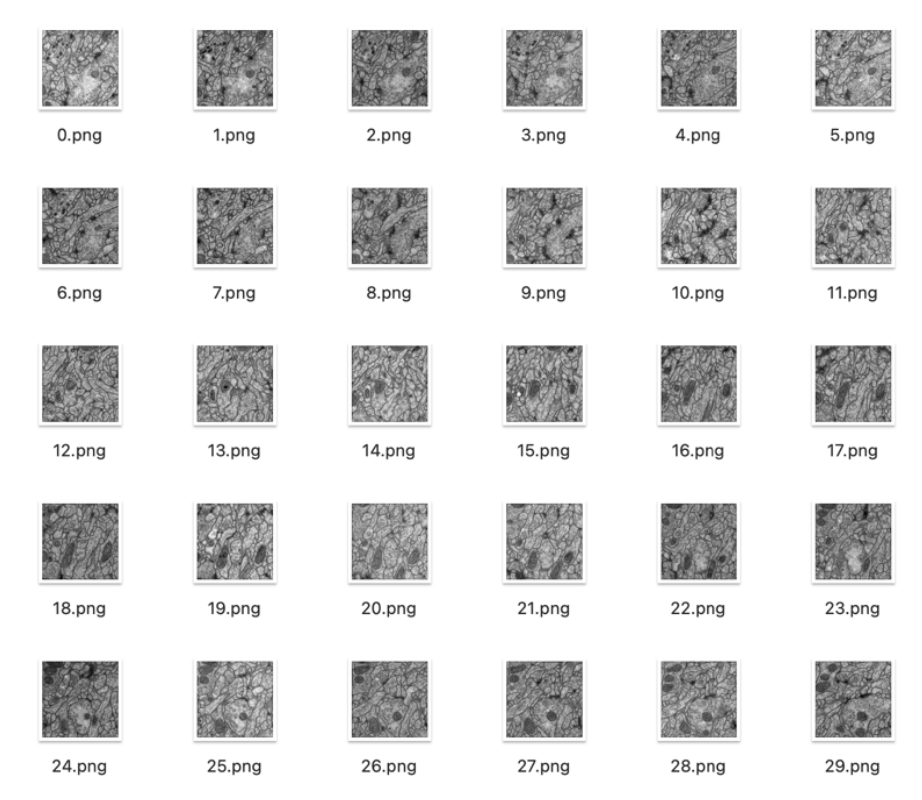 0.png 1.png 2.png 3.png 4.png 5.png
6.png 7.png 8.png 9.png 10.png 11.png
12.png 13.png 14.png 15.png 16.png 17.png
18.png 19.png 20.png 21.png 22.png 23.png
24.png 25.png 26.png 27.png 28.png 29.png